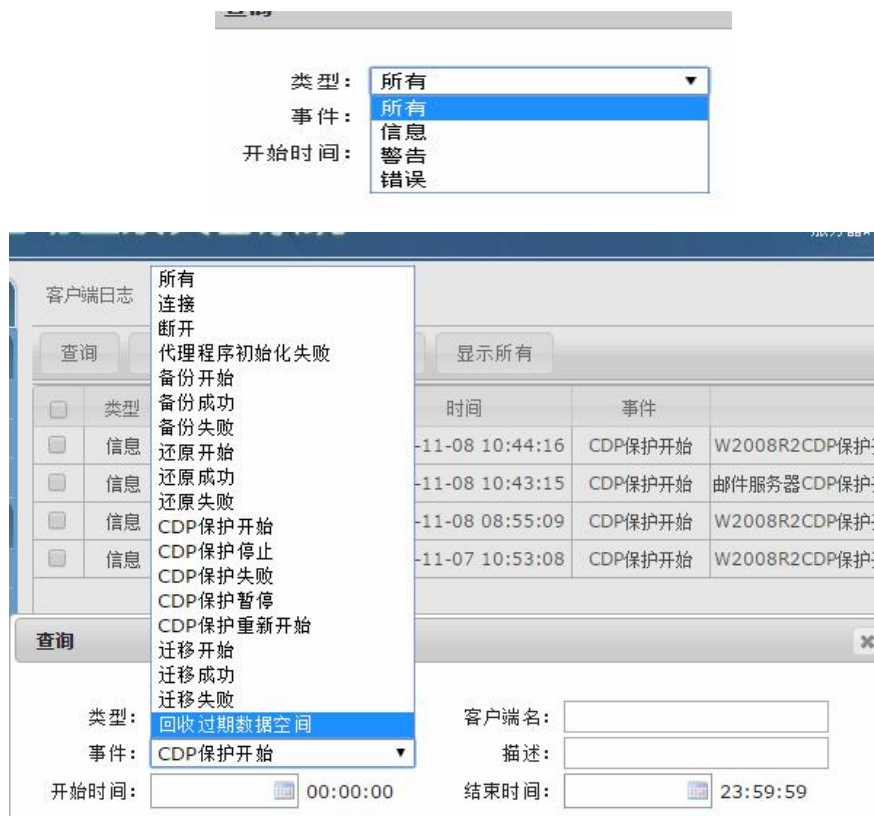 查询
类型: 所有
所有
事件:
信息
开始时间:
警告
错误
客户端日志
查询
显示所有
所有
连接
断开
代理程序初始化失败
备份开始
备份成功
备份失败
还原开始
还原成功
还原失败
CDP保护开始
CDP保护停止
CDP保护失败
CDP保护暂停
CDP保护重新开始
迁移开始
迁移成功
迁移失败
回收过期数据空间
类型 时间 事件
信息 -11-08 10:44:16 CDP保护开始 W2008R2CDP保护
信息 -11-08 10:43:15 CDP保护开始 邮件服务器CDP保护
信息 -11-08 08:55:09 CDP保护开始 W2008R2CDP保护
信息 -11-07 10:53:08 CDP保护开始 W2008R2CDP保护
查询
类型: 客户端名:
事件: CDP保护开始 描述:
开始时间: 00:00:00 结束时间: 23:59:59